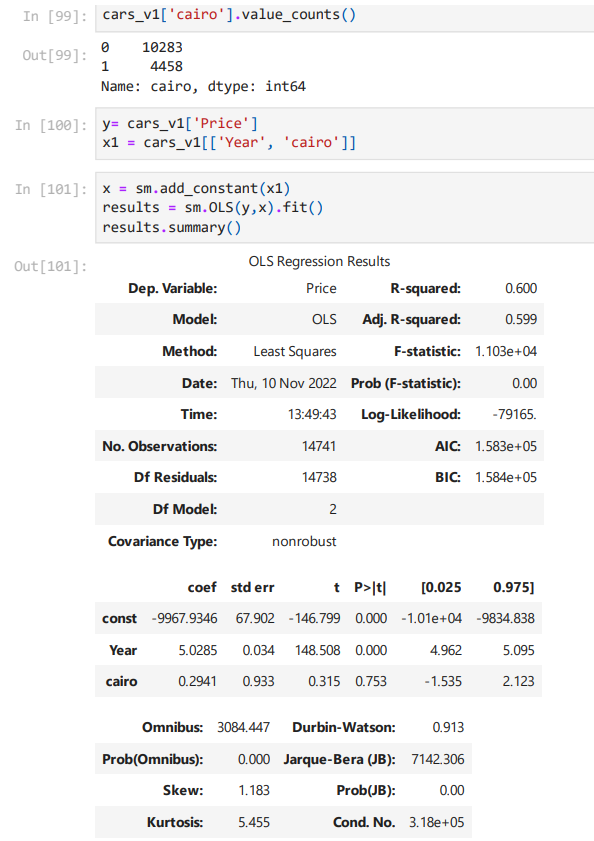 In [99]: cars_v1['cairo'].value_counts()
Out[99]: 0 10283
1 4458
Name: cairo, dtype: int64
In [100]: y= cars_v1['Price']
x1 = cars_v1[['Year', 'cairo']]
In [101]: x = sm.add_constant(x1)
results = sm.OLS(y,x).fit()
results.summary()
Out[101]: OLS Regression Results
Dep. Variable: Price R-squared: 0.600
Model: OLS Adj. R-squared: 0.599
Method: Least Squares F-statistic: 1.103e+04
Date: Thu, 10 Nov 2022 Prob (F-statistic): 0.00
Time: 13:49:43 Log-Likelihood: -79165.
No. Observations: 14741 AIC: 1.583e+05
Df Residuals: 14738 BIC: 1.584e+05
Df Model: 2
Covariance Type: nonrobust
coef std err t P>|t| [0.025 0.975]
const -9967.9346 67.902 -146.799 0.000 -1.01e+04 -9834.838
Year 5.0285 0.034 148.508 0.000 4.962 5.095
cairo 0.2941 0.933 0.315 0.753 -1.535 2.123
Omnibus: 3084.447 Durbin-Watson: 0.913
Prob(Omnibus): 0.000 Jarque-Bera (JB): 7142.306
Skew: 1.183 Prob(JB): 0.00
Kurtosis: 5.455 Cond. No. 3.18e+05